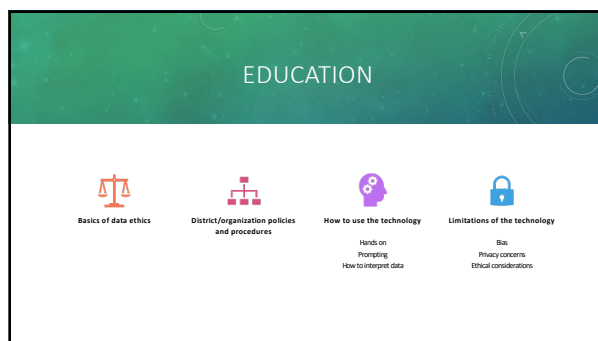 EDUCATION
Basics of data ethics
District/organization policies
and procedures
How to use the technology
Hands on
Prompting
How to interpret data
Limitations of the technology
Bias
Privacy concerns
Ethical considerations